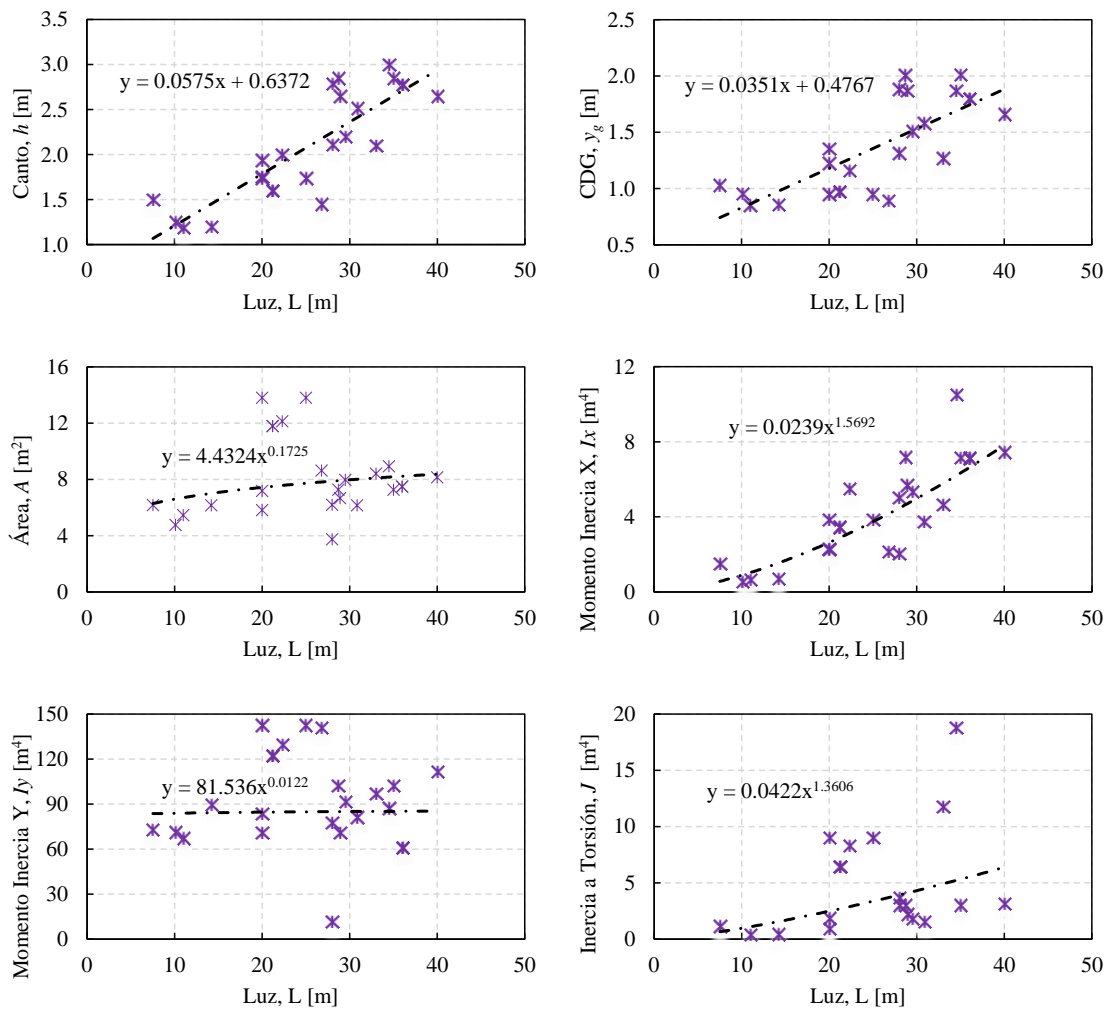 Canto, h [m]
3.5
3.0
2.5
2.0
1.5
1.0
y = 0.0575x + 0.6372
0 10 20 30 40 50
Luz, L [m]
CDG, y_g [m]
2.5
2.0
1.5
1.0
0.5
y = 0.0351x + 0.4767
0 10 20 30 40 50
Luz, L [m]
Área, A [m²]
16
12
8
4
0
y = 4.4324x^0.1725
0 10 20 30 40 50
Luz, L [m]
Momento Inercia X, Ix [m⁴]
12
8
4
0
y = 0.0239x^1.5692
0 10 20 30 40 50
Luz, L [m]
Momento Inercia Y, Iy [m⁴]
150
120
90
60
30
0
y = 81.536x^0.0122
0 10 20 30 40 50
Luz, L [m]
Inercia a Torsión, J [m⁴]
20
15
10
5
0
y = 0.0422x^1.3606
0 10 20 30 40 50
Luz, L [m]